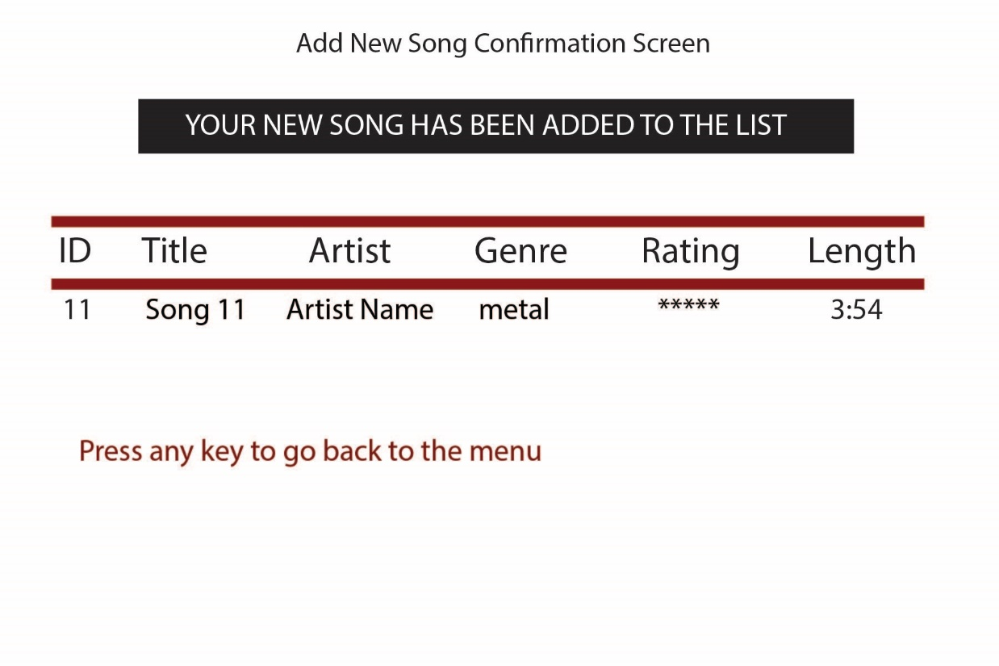 Add New Song Confirmation Screen
YOUR NEW SONG HAS BEEN ADDED TO THE LIST
ID Title Artist Genre Rating Length
11 Song 11 Artist Name metal ***** 3:54
Press any key to go back to the menu